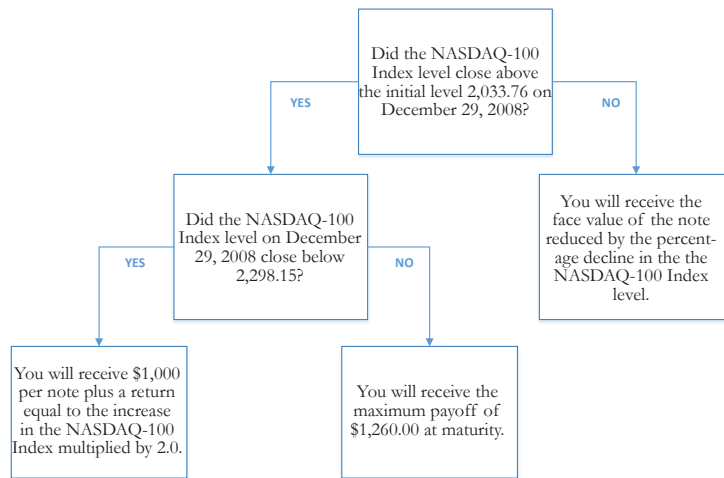 Did the NASDAQ-100
Index level close above
the initial level 2,033.76 on
December 29, 2008?
YES
NO
Did the NASDAQ-100
Index level on December
29, 2008 close below
2,298.15?
You will receive the
face value of the note
reduced by the percent-
age decline in the the
NASDAQ-100 Index
level.
YES
NO
You will receive $1,000
per note plus a return
equal to the increase
in the NASDAQ-100
Index multiplied by 2.0.
You will receive the
maximum payoff of
$1,260.00 at maturity.